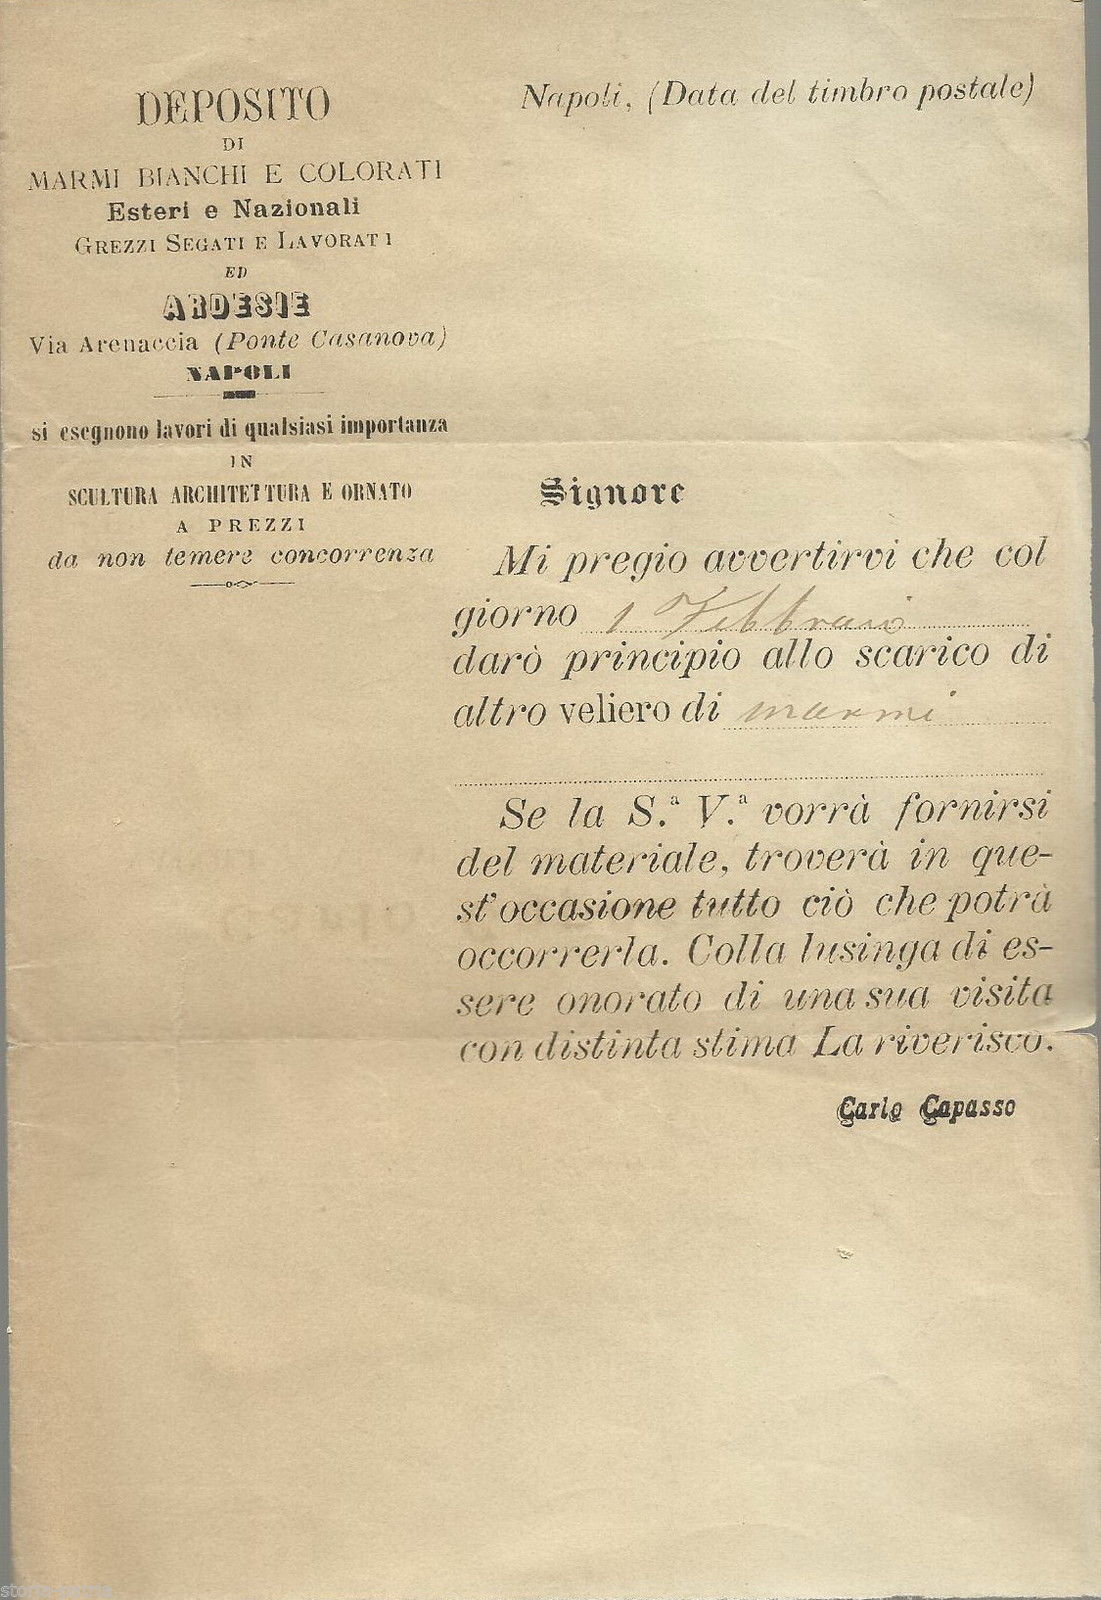 DEPOSITO
DI
MARMI BIANCHI E COLORATI
Esteri e Nazionali
GREZZI SEGATI E LAVORATI
ED
ARDESIE
Via Arenaccia (Ponte Casanova)
NAPOLI
si esegnono lavori di qualsiasi importanza
IN
SCULTURA ARCHITETTURA E ORNATO
A PREZZI
da non temere concorrenza
Napoli, (Data del timbro postale)
Signore
Mi pregio avvertirvi che col
giorno 1 Febbraio
darò principio allo scarico di
altro veliero di marmi
Se la S.ª V.ª vorrà fornirsi
del materiale, troverà in que-
st'occasione tutto ciò che potrà
occorrerla. Colla lusinga di es-
sere onorato di una sua visita
con distinta stima La riverisco.
Carlo Capasso